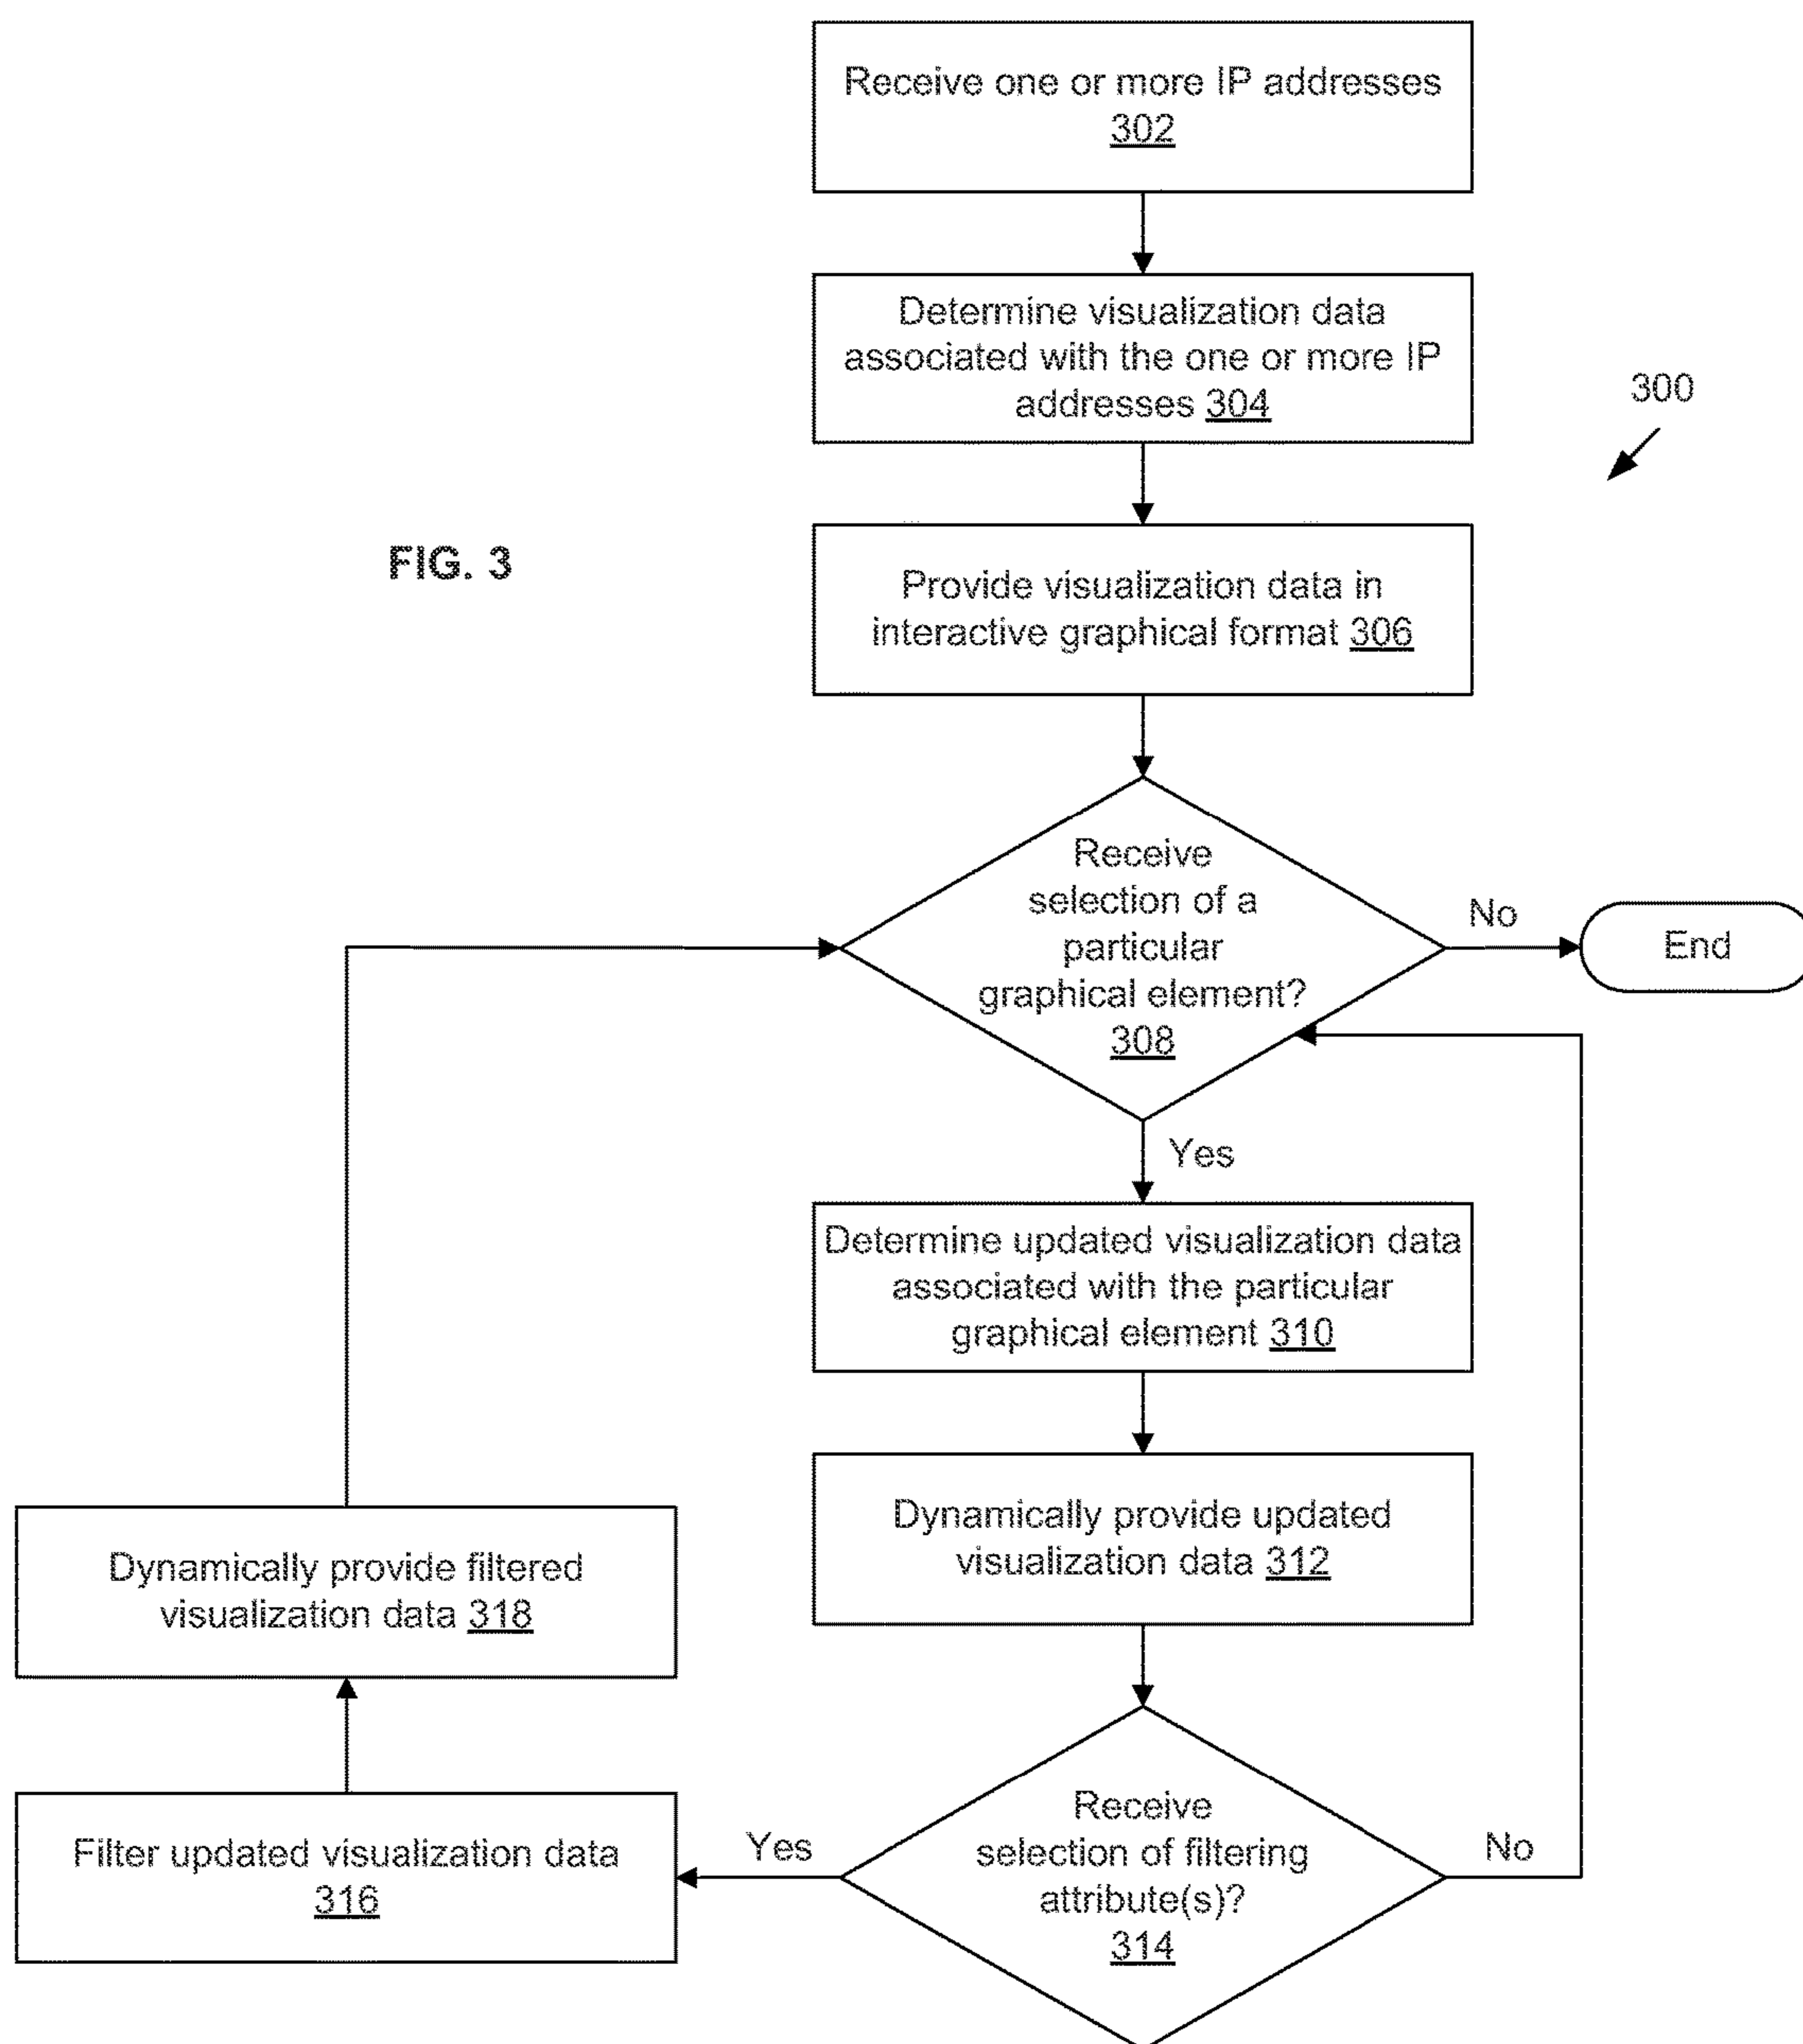 Receive one or more IP addresses
302
Determine visualization data
associated with the one or more IP
addresses 304
300
FIG. 3
Provide visualization data in
interactive graphical format 306
Receive
selection of a
particular
graphical element?
308
No
End
Yes
Determine updated visualization data
associated with the particular
graphical element 310
Dynamically provide updated
visualization data 312
Dynamically provide filtered
visualization data 318
Receive
selection of filtering
attribute(s)?
314
Yes
No
Filter updated visualization data
316